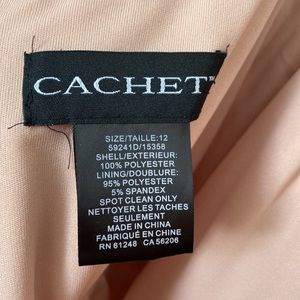 CACHET
SIZE/TAILLE: 12
59241D/15358
SHELL/EXTERIEUR:
100% POLYESTER
LINING/DOUBLURE:
95% POLYESTER
5% SPANDEX
SPOT CLEAN ONLY
NETTOYER LES TACHES
SEULEMENT
MADE IN CHINA
FABRIQUÉ EN CHINE
RN 61248 CA 56206